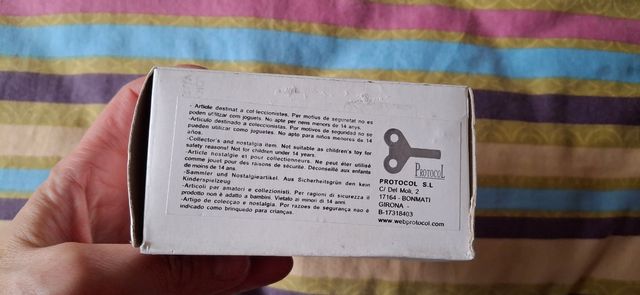 -Article destinat a col·leccionistes. Per motius de seguretat no es
poden utilitzar com joguets. No apte per nens menors de 14 anys.
-Artículo destinado a coleccionistas. Por motivos de seguridad no se
pueden utilizar como juguetes. No apto para niños menores de 14
años.
-Collector's and nostalgia item. Not suitable as children's toy for
safety reasons! Not for children under 14 years.
-Article nostalgie et pour collectionneurs. Ne peut être utilisé
comme jouet pour des raisons de sécurité. Déconseillé aux enfants
de moins de 14 ans
-Sammler und Nostalgieartikel. Aus Sicherheitsgrün den kein
Kinderspielzeug
-Articoli par amatori e collezionisti. Per ragioni di sicurezza il
prodotto non è adatto a bambini. Vietato ai minori di 14 anni
-Artigo de colecçao e nostalgia. Por razoes de segurança nao é
indicado como brinquedo para crianças.
PROTOCOL
PROTOCOL S.L
C/ Del Molí, 2
17164 - BONMATI
GIRONA -
B-17318403
www.webprotocol.com